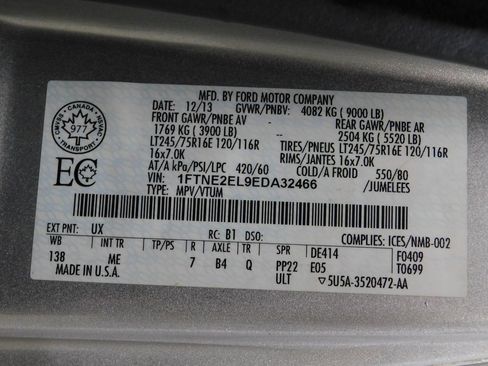 MFD. BY FORD MOTOR COMPANY
DATE: 12/13 GVWR/PNBV: 4082 KG ( 9000 LB)
FRONT GAWR/PNBE AV REAR GAWR/PNBE AR
1769 KG ( 3900 LB) 2504 KG ( 5520 LB)
LT245/75R16E 120/116R TIRES/PNEUS LT245/75R16E 120/116R
16x7.0K RIMS/JANTES 16x7.0K
AT/A kPa/PSI/LPC 420/60 COLD/A FROID 550/80
/JUMELEES
CANADA
977
EC
VIN: 1FTNE2EL9EDA32466
TYPE: MPV/VTUM
EXT PNT: UX RC: B1 DSO: COMPLIES: ICES/NMB-002
WB INT TR TP/PS R AXLE TR SPR DE414 F0409
138 ME 7 B4 Q PP22 E05 T0699
MADE IN U.S.A. ULT ▽5U5A-3520472-AA